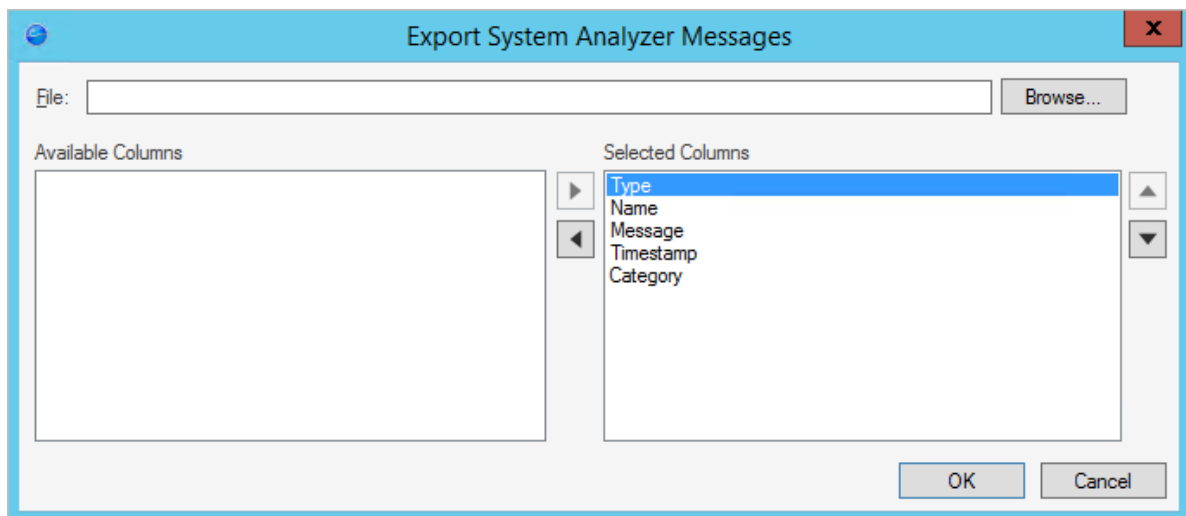 Export System Analyzer Messages
x
File:
Browse...
Available Columns
Selected Columns
Type
Name
Message
Timestamp
Category
OK
Cancel